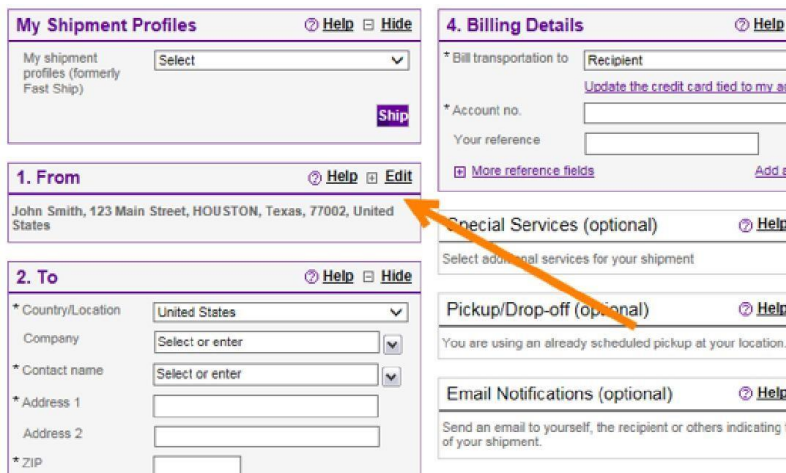 My Shipment Profiles Help Hide
My shipment
profiles (formerly
Fast Ship)
Select
Ship
1. From Help Edit
John Smith, 123 Main Street, HOUSTON, Texas, 77002, United
States
2. To Help Hide
* Country/Location United States
Company Select or enter
* Contact name Select or enter
* Address 1
Address 2
* ZIP
4. Billing Details Help
* Bill transportation to Recipient
Update the credit card tied to my
* Account no.
Your reference
More reference fields Add
Special Services (optional) Help
Select additional services for your shipment
Pickup/Drop-off (optional) Help
You are using an already scheduled pickup at your location.
Email Notifications (optional) Help
Send an email to yourself, the recipient or others indicating
of your shipment.